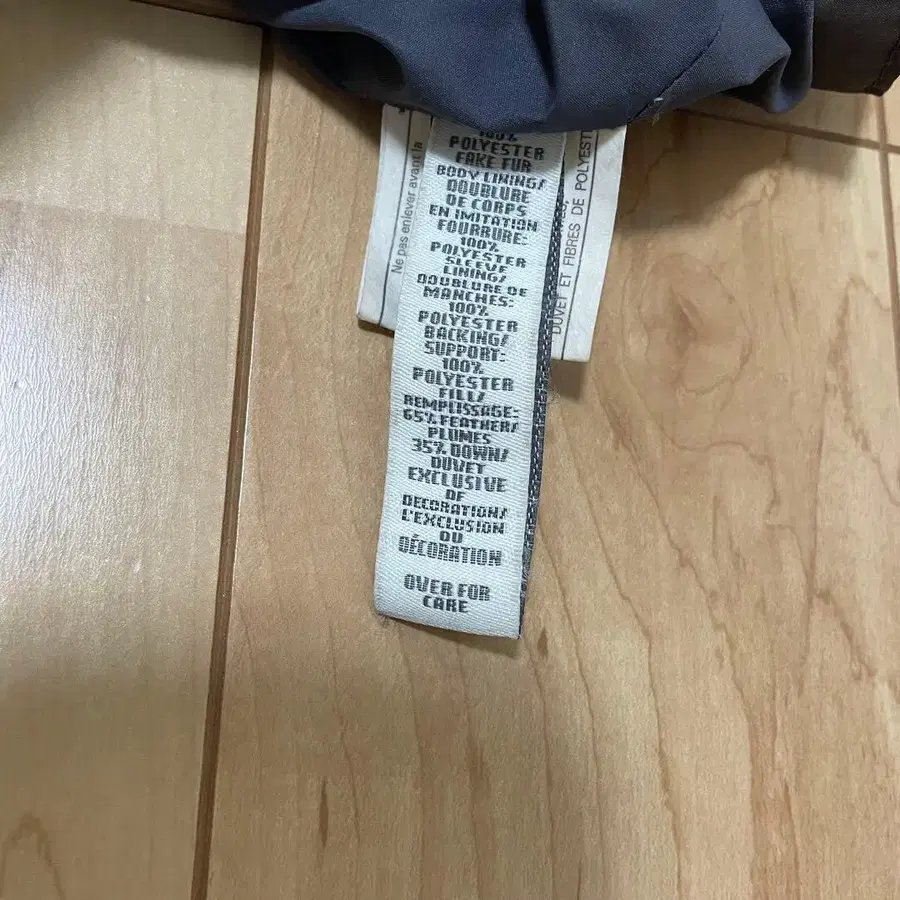 100%
POLYESTER
FAKE FUR
BODY LINING/
DOUBLURE
DE CORPS
EN IMITATION
FOURRURE:
100%
POLYESTER
SLEEVE
LINING/
DOUBLURE DE
MANCHES:
100%
POLYESTER
BACKING/
SUPPORT:
100%
POLYESTER
FILL/
REMPLISSAGE:
65% FEATHER/
PLUMES
35% DOWN/
DUVET
EXCLUSIVE
OF
DECORATION/
L'EXCLUSION
DU
DÉCORATION
OVER FOR
CARE
Ne pas enlever avant la
DUVET ET FIBRES DE POLYEST